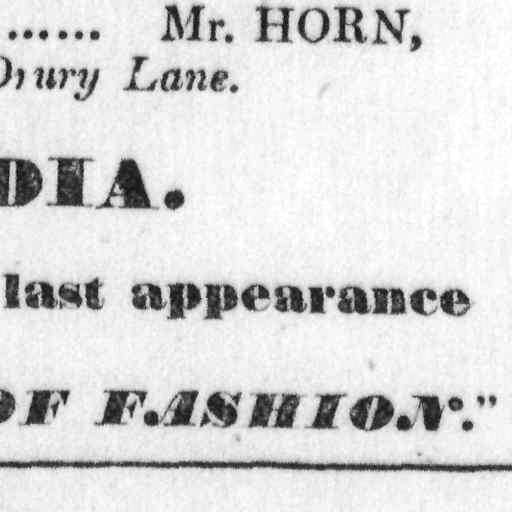 ...... Mr. HORN,
Drury Lane.
DIA.
last appearance
OF FASHION."